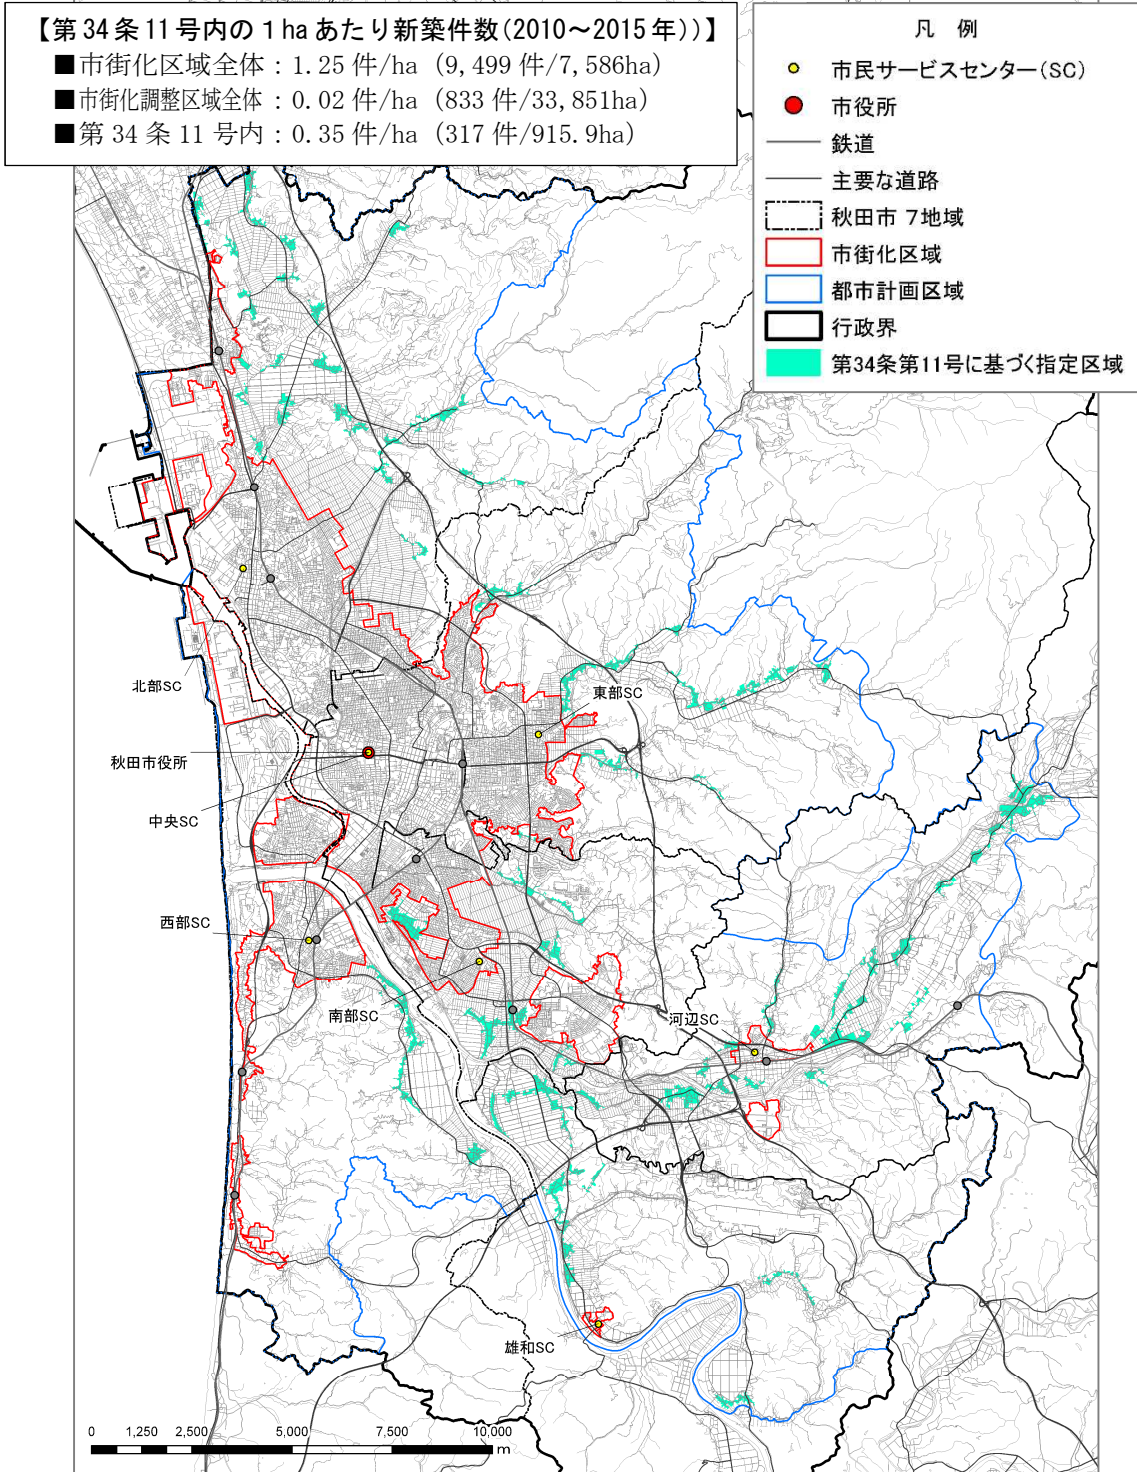 【第34条11号内の1haあたり新築件数(2010～2015年))】
■市街化区域全体：1.25件/ha (9,499件/7,586ha)
■市街化調整区域全体：0.02件/ha (833件/33,851ha)
■第34条11号内：0.35件/ha (317件/915.9ha)
凡 例
市民サービスセンター(SC)
市役所
鉄道
主要な道路
秋田市 7地域
市街化区域
都市計画区域
行政界
第34条第11号に基づく指定区域
北部SC
東部SC
秋田市役所
中央SC
西部SC
南部SC
河辺SC
雄和SC
0 1,250 2,500 5,000 7,500 10,000
m